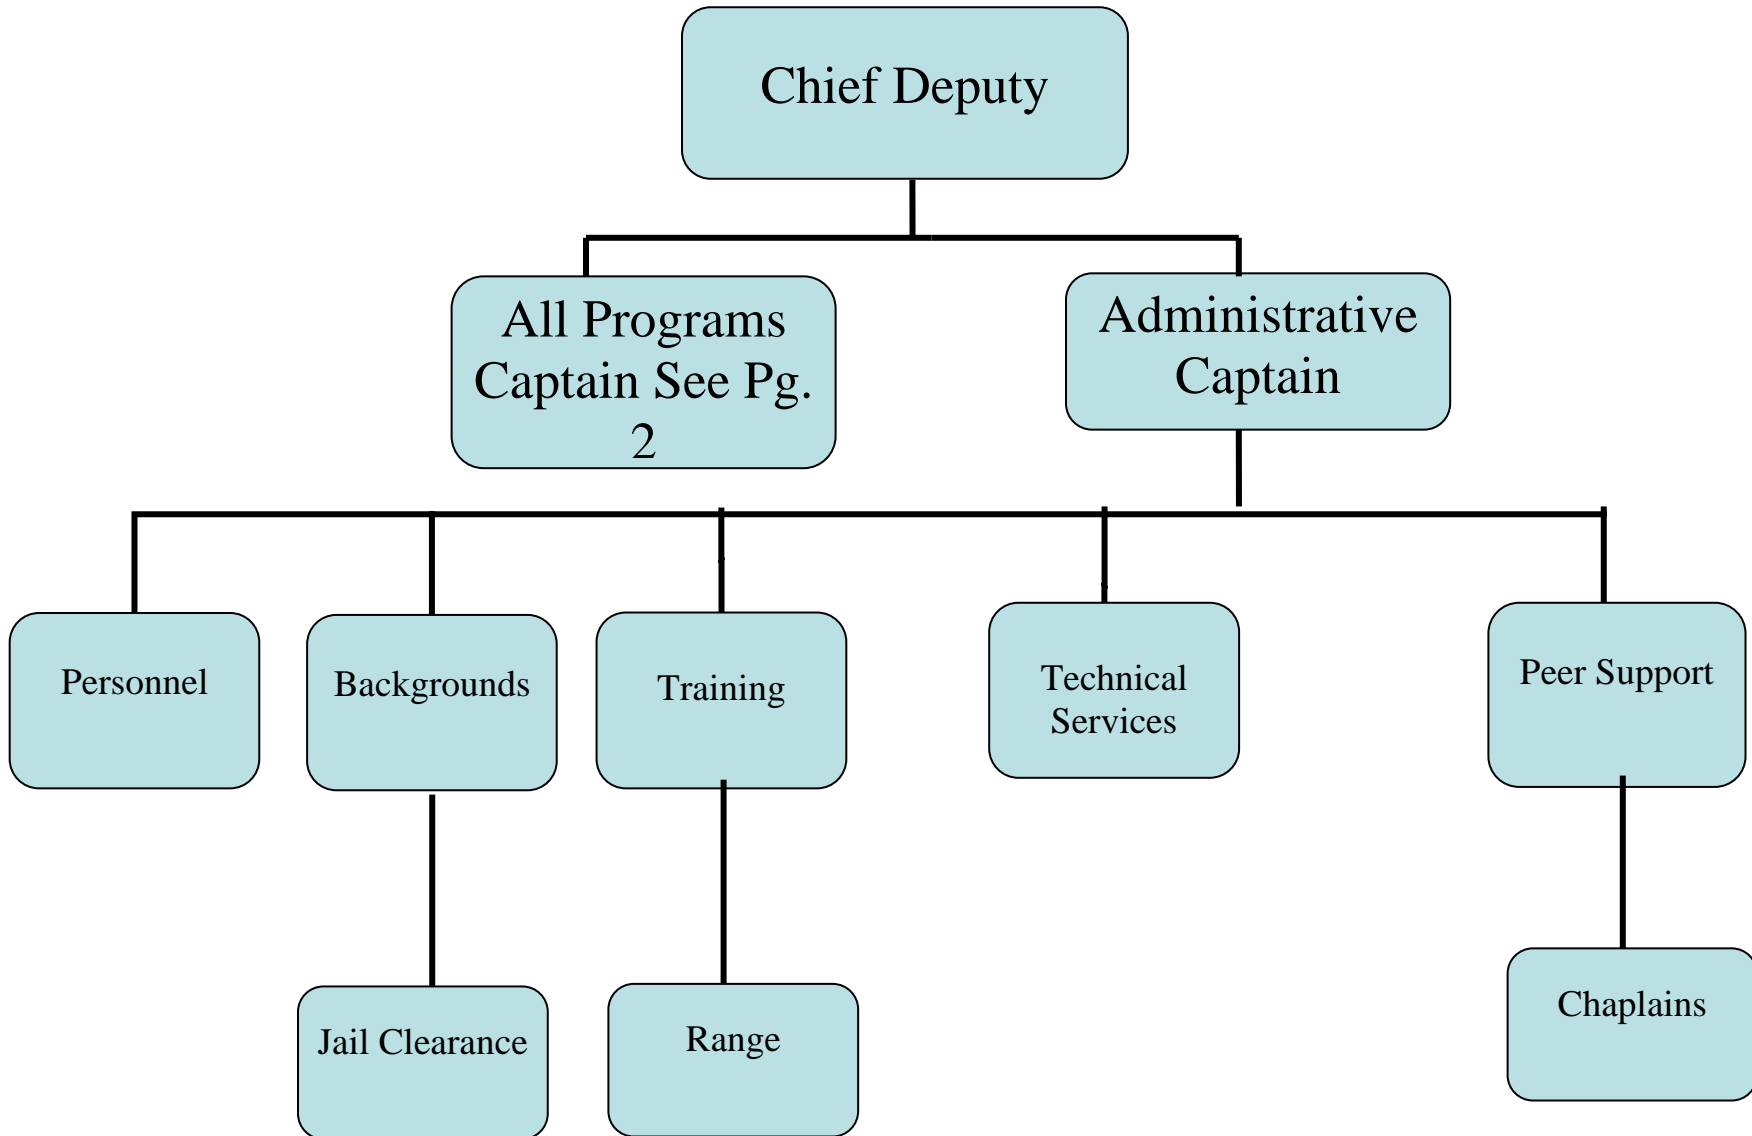 Chief Deputy
All Programs
Captain See Pg.
2
Administrative
Captain
Personnel
Backgrounds
Training
Technical
Services
Peer Support
Jail Clearance
Range
Chaplains